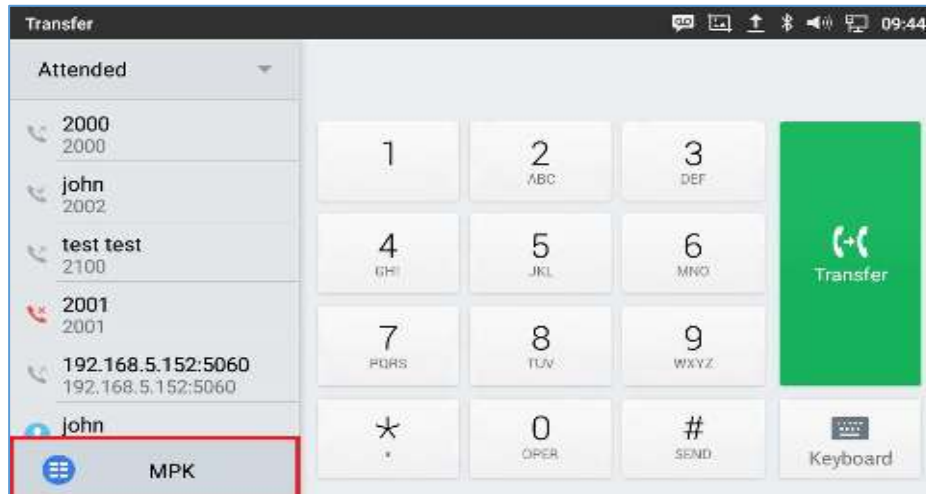 Transfer 09:44
Attended
2000
2000
john
2002
test test
2100
2001
2001
192.168.5.152:5060
192.168.5.152:5060
john
MPK
1 2 3
ABC DEF
4 5 6
GHI JKL MNO
Transfer
7 8 9
PQRS TUV WXYZ
* 0 #
OPER SEND
Keyboard